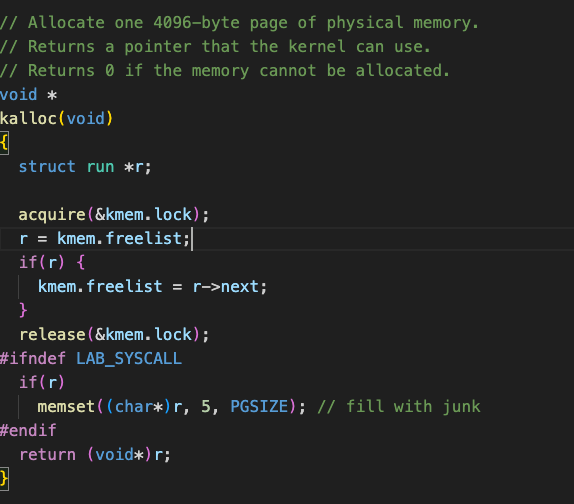 // Allocate one 4096-byte page of physical memory.
// Returns a pointer that the kernel can use.
// Returns 0 if the memory cannot be allocated.
void *
kalloc(void)
{
  struct run *r;

  acquire(&kmem.lock);
  r = kmem.freelist;
  if(r) {
    kmem.freelist = r->next;
  }
  release(&kmem.lock);
#ifndef LAB_SYSCALL
  if(r)
    memset((char*)r, 5, PGSIZE); // fill with junk
#endif
  return (void*)r;
}